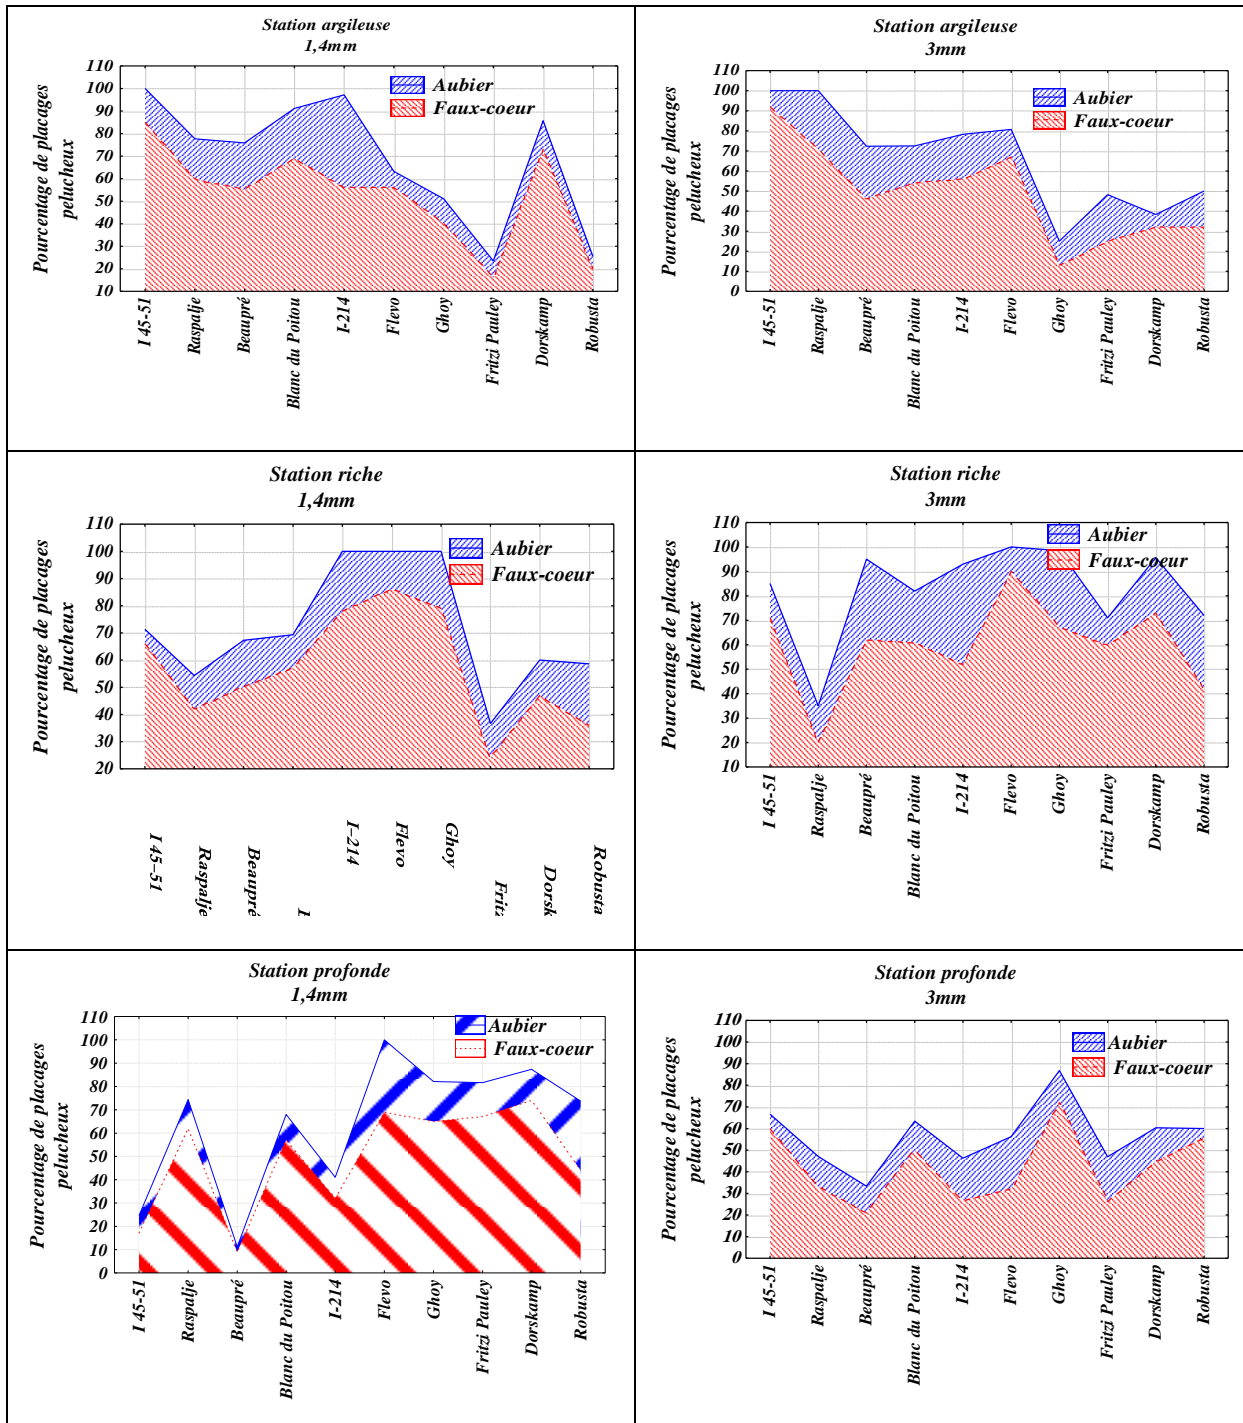 Station argileuse
1,4mm
Pourcentage de placages
pelucheux
110
100
90
80
70
60
50
40
30
20
10
Aubier
Faux-coeur
I 45-51
Raspalje
Beaupré
Blanc du Poitou
I-214
Flevo
Ghoy
Fritzi Pauley
Dorskamp
Robusta
Station argileuse
3mm
Pourcentage de placages
pelucheux
110
100
90
80
70
60
50
40
30
20
10
0
Aubier
Faux-coeur
I 45-51
Raspalje
Beaupré
Blanc du Poitou
I-214
Flevo
Ghoy
Fritzi Pauley
Dorskamp
Robusta
Station riche
1,4mm
Pourcentage de placages
pelucheux
110
100
90
80
70
60
50
40
30
20
Aubier
Faux-coeur
I 45-51
Raspalje
Beaupré
I-214
Flevo
Ghoy
Fritz
Dorsk
Robusta
Station riche
3mm
Pourcentage de placages
pelucheux
110
100
90
80
70
60
50
40
30
20
10
Aubier
Faux-coeur
I 45-51
Raspalje
Beaupré
Blanc du Poitou
I-214
Flevo
Ghoy
Fritzi Pauley
Dorskamp
Robusta
Station profonde
1,4mm
Pourcentage de placages
pelucheux
110
100
90
80
70
60
50
40
30
20
10
0
Aubier
Faux-coeur
I 45-51
Raspalje
Beaupré
Blanc du Poitou
I-214
Flevo
Ghoy
Fritzi Pauley
Dorskamp
Robusta
Station profonde
3mm
Pourcentage de placages
pelucheux
110
100
90
80
70
60
50
40
30
20
10
0
Aubier
Faux-coeur
I 45-51
Raspalje
Beaupré
Blanc du Poitou
I-214
Flevo
Ghoy
Fritzi Pauley
Dorskamp
Robusta